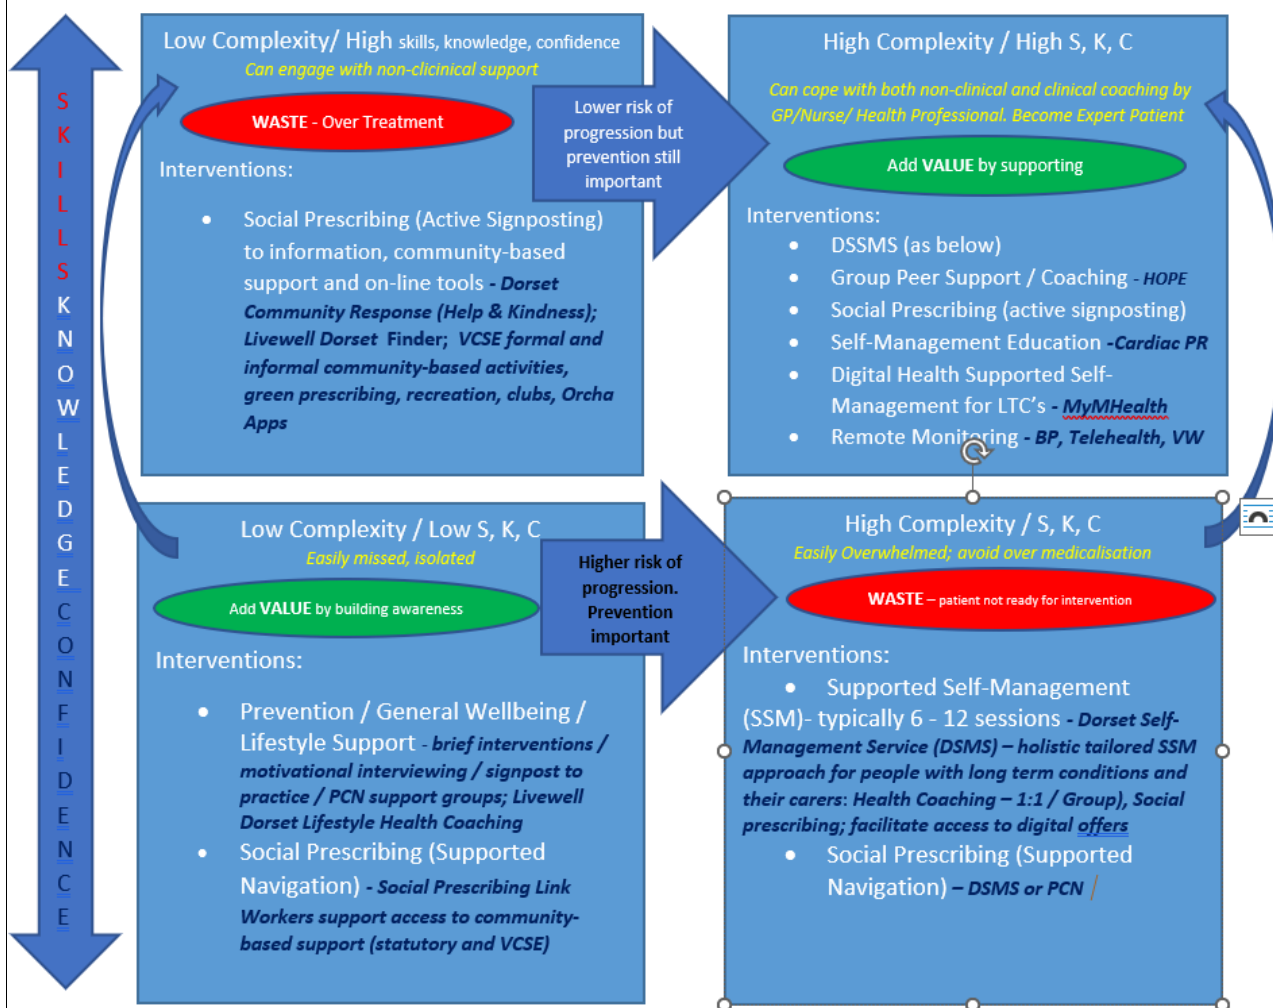 SKILLS KNOWLEDGE CONFIDENCE
Low Complexity/ High skills, knowledge, confidence
Can engage with non-clicinical support
WASTE - Over Treatment
Interventions:
• Social Prescribing (Active Signposting)
to information, community-based
support and on-line tools - Dorset
Community Response (Help & Kindness);
Livewell Dorset Finder; VCSE formal and
informal community-based activities,
green prescribing, recreation, clubs, Orcha
Apps
Lower risk of
progression but
prevention still
important
High Complexity / High S, K, C
Can cope with both non-clinical and clinical coaching by
GP/Nurse/ Health Professional. Become Expert Patient
Add VALUE by supporting
Interventions:
• DSSMS (as below)
• Group Peer Support / Coaching - HOPE
• Social Prescribing (active signposting)
• Self-Management Education -Cardiac PR
• Digital Health Supported Self-
Management for LTC's - MyMHealth
• Remote Monitoring - BP, Telehealth, VW
Low Complexity / Low S, K, C
Easily missed, isolated
Add VALUE by building awareness
Interventions:
• Prevention / General Wellbeing /
Lifestyle Support - brief interventions /
motivational interviewing / signpost to
practice / PCN support groups; Livewell
Dorset Lifestyle Health Coaching
• Social Prescribing (Supported
Navigation) - Social Prescribing Link
Workers support access to community-
based support (statutory and VCSE)
Higher risk of
progression.
Prevention
important
High Complexity / S, K, C
Easily Overwhelmed; avoid over medicalisation
WASTE – patient not ready for intervention
Interventions:
• Supported Self-Management
(SSM)- typically 6 - 12 sessions - Dorset Self-
Management Service (DSMS) – holistic tailored SSM
approach for people with long term conditions and
their carers: Health Coaching – 1:1 / Group), Social
prescribing; facilitate access to digital offers
• Social Prescribing (Supported
Navigation) – DSMS or PCN /